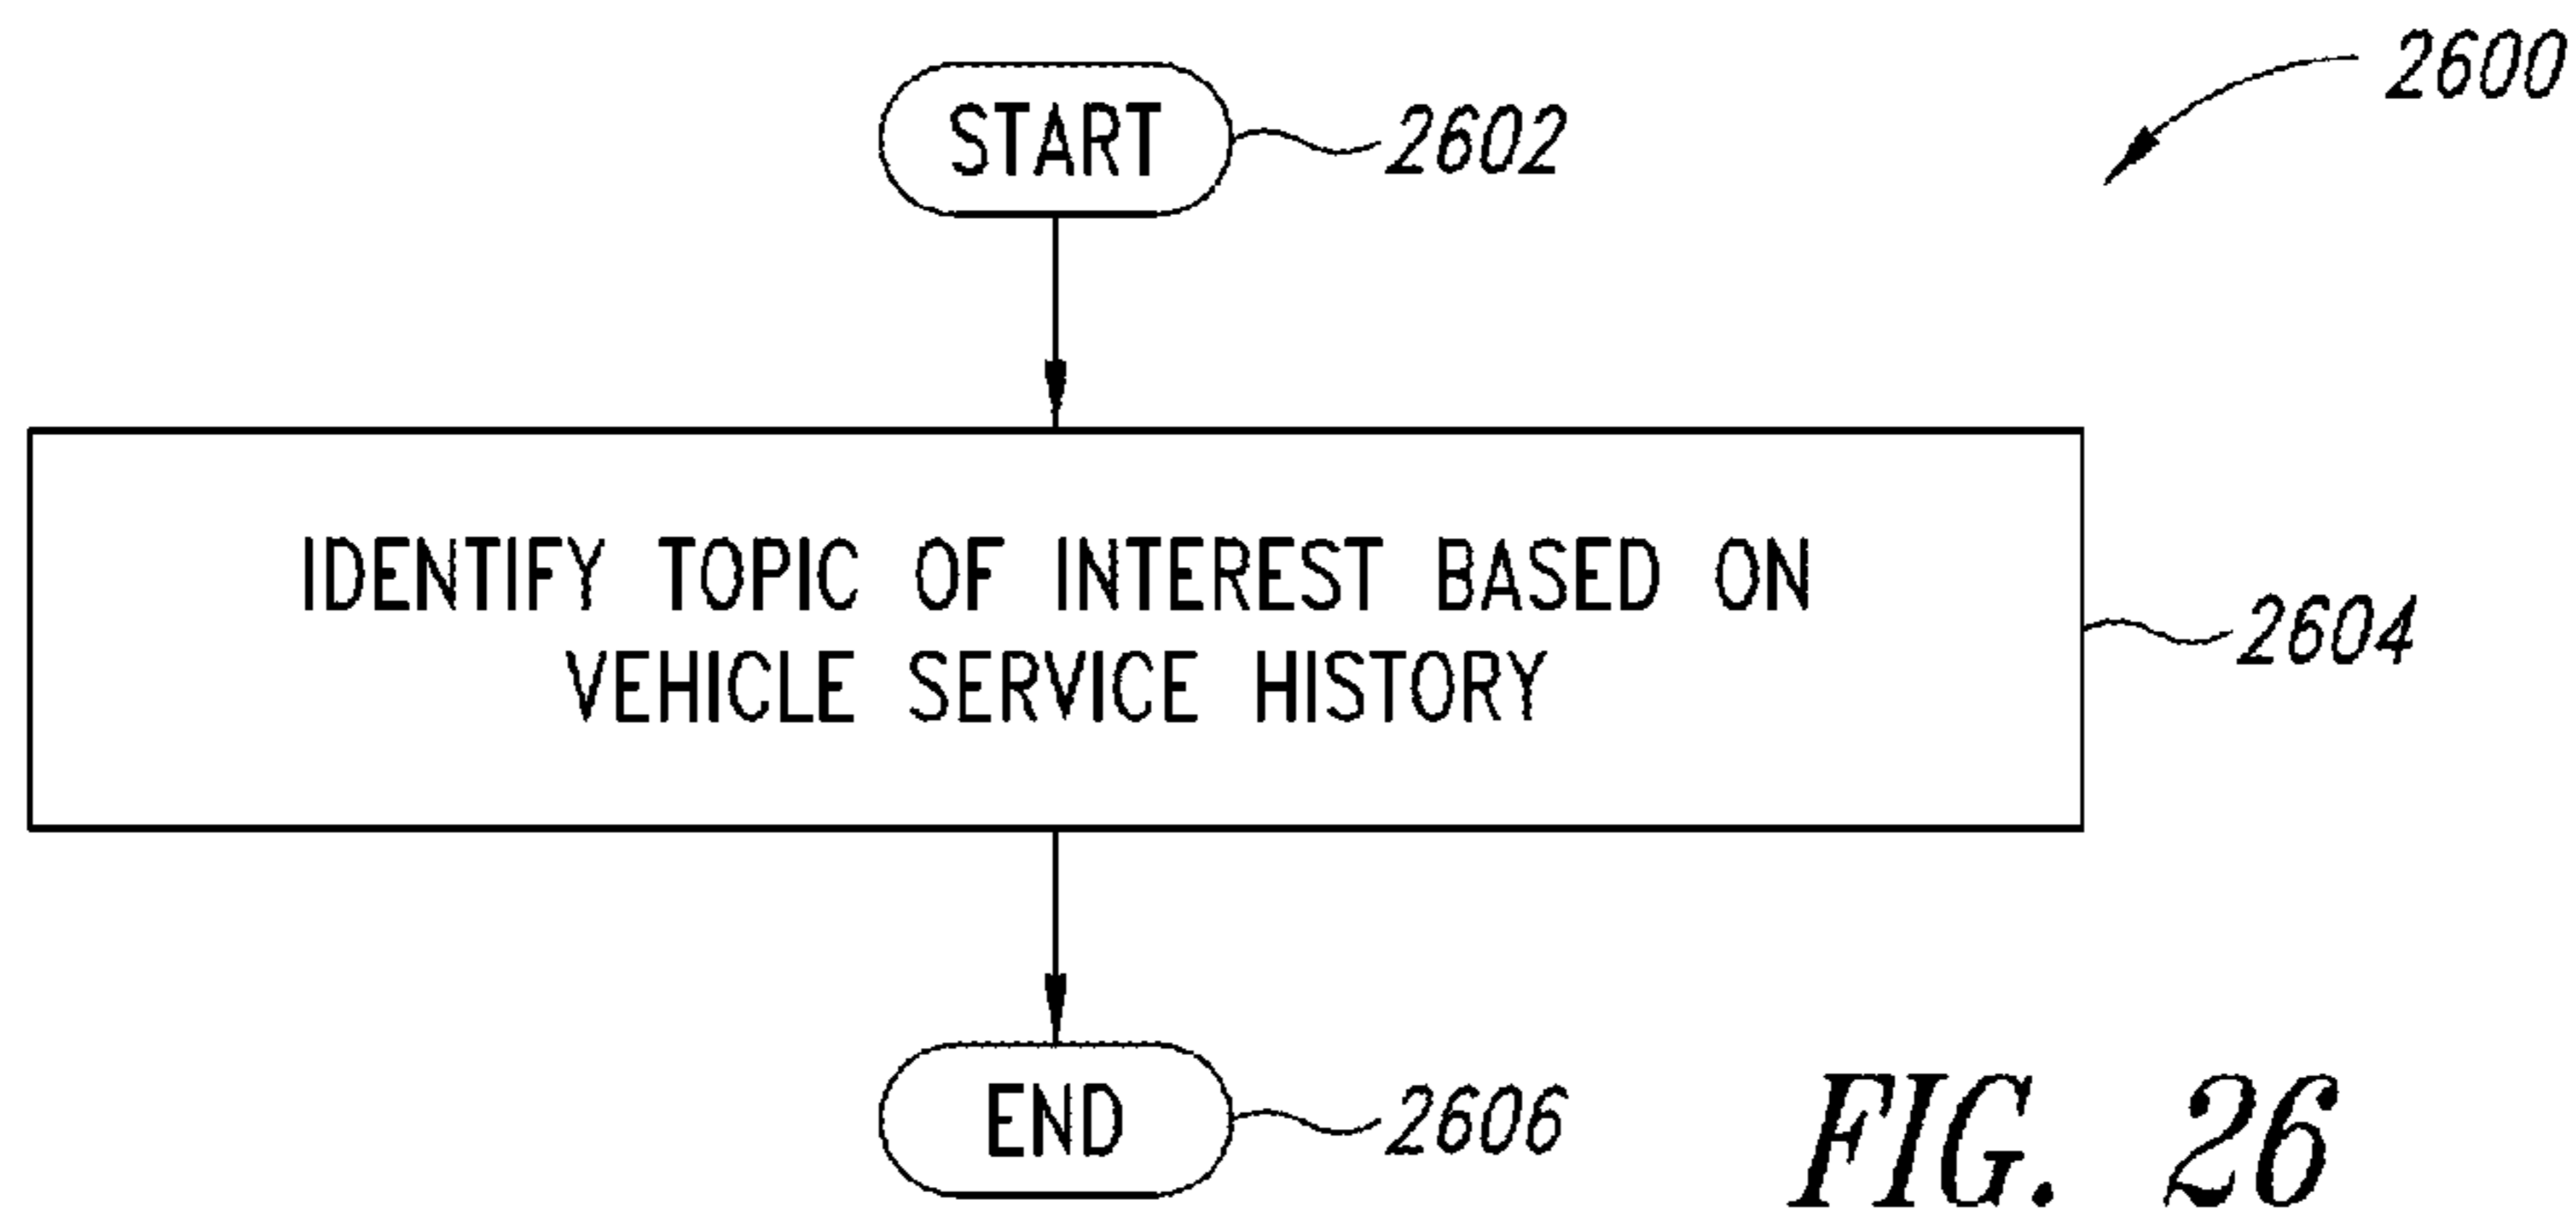 2600
START
2602
IDENTIFY TOPIC OF INTEREST BASED ON
VEHICLE SERVICE HISTORY
2604
END
2606
FIG. 26